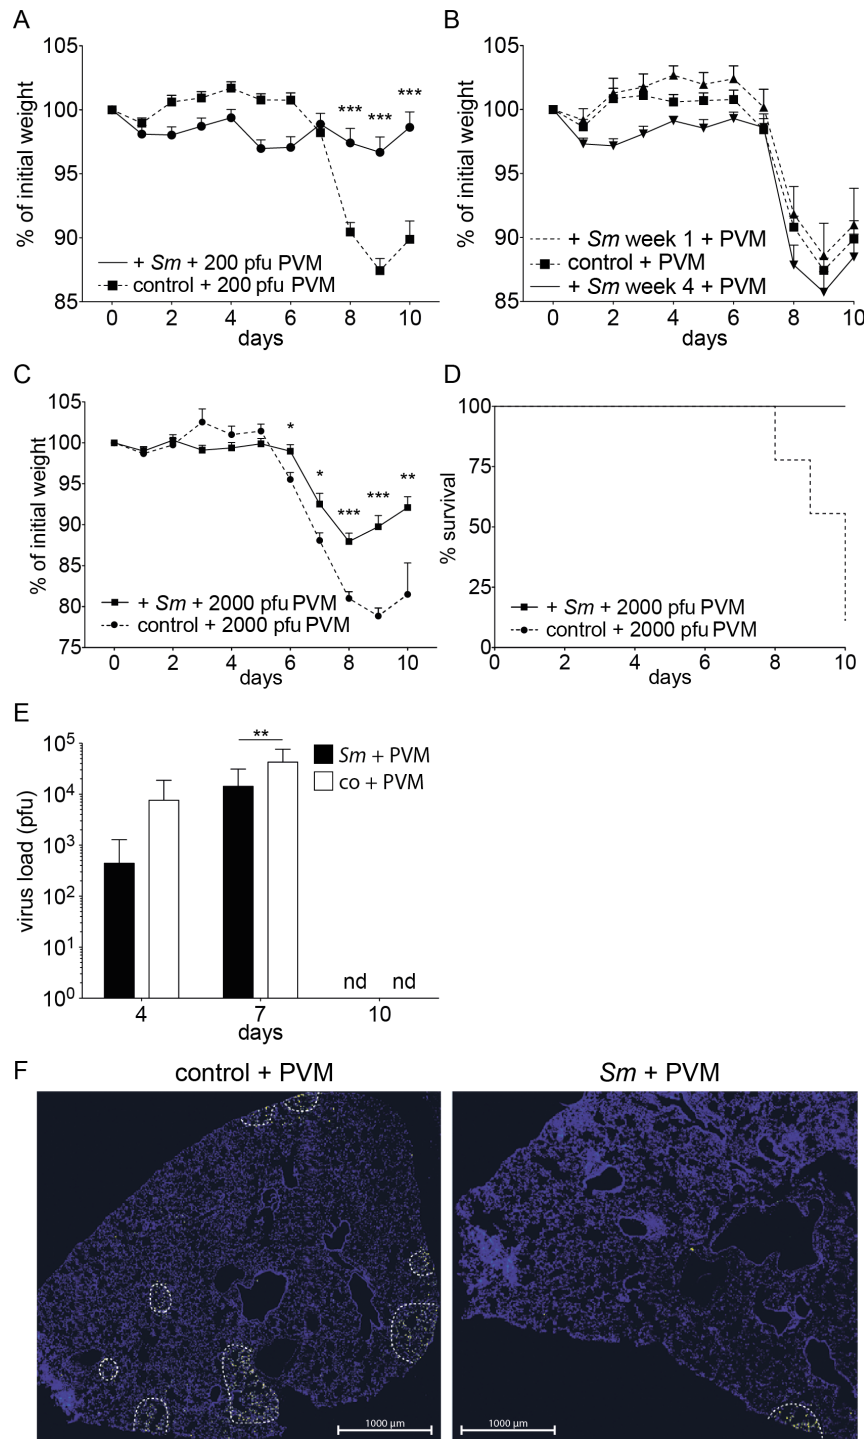 A
105
100
95
90
85
% of initial weight
***
***
***
+ Sm + 200 pfu PVM
control + 200 pfu PVM
0 2 4 6 8 10
days
B
105
100
95
90
85
% of initial weight
+ Sm week 1 + PVM
control + PVM
+ Sm week 4 + PVM
0 2 4 6 8 10
days
C
105
100
95
90
85
80
75
% of initial weight
*
*
***
***
**
+ Sm + 2000 pfu PVM
control + 2000 pfu PVM
0 2 4 6 8 10
days
D
100
75
50
25
0
% survival
+ Sm + 2000 pfu PVM
control + 2000 pfu PVM
0 2 4 6 8 10
days
E
10⁵
10⁴
10³
10²
10¹
10⁰
virus load (pfu)
**
Sm + PVM
co + PVM
nd nd
4 7 10
days
F
control + PVM
Sm + PVM
1000 µm
1000 µm